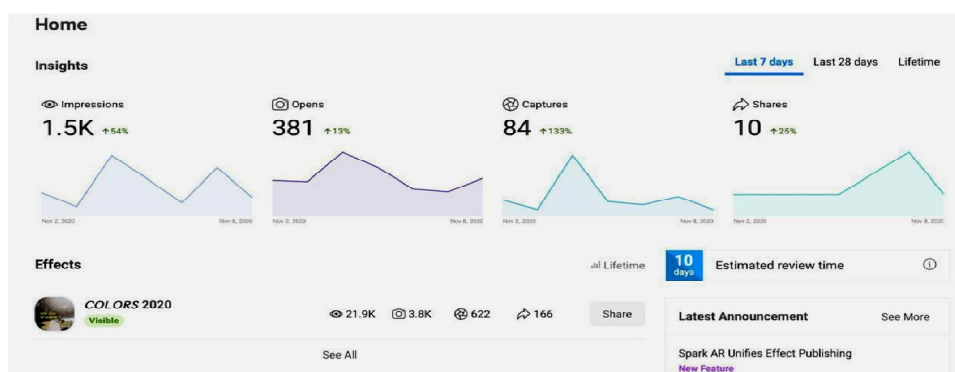 Home
Insights
Last 7 days Last 28 days Lifetime
Impressions
1.5K ↑54%
Opens
381 ↑13%
Captures
84 ↑133%
Shares
10 ↑25%
Nov 2, 2020 Nov 8, 2020
Nov 2, 2020 Nov 8, 2020
Nov 2, 2020 Nov 8, 2020
Nov 2, 2020 Nov 8, 2020
Effects
Lifetime
COLORS 2020
Visible
21.9K 3.8K 622 166
Share
See All
10
days
Estimated review time
Latest Announcement See More
Spark AR Unifies Effect Publishing
New Feature